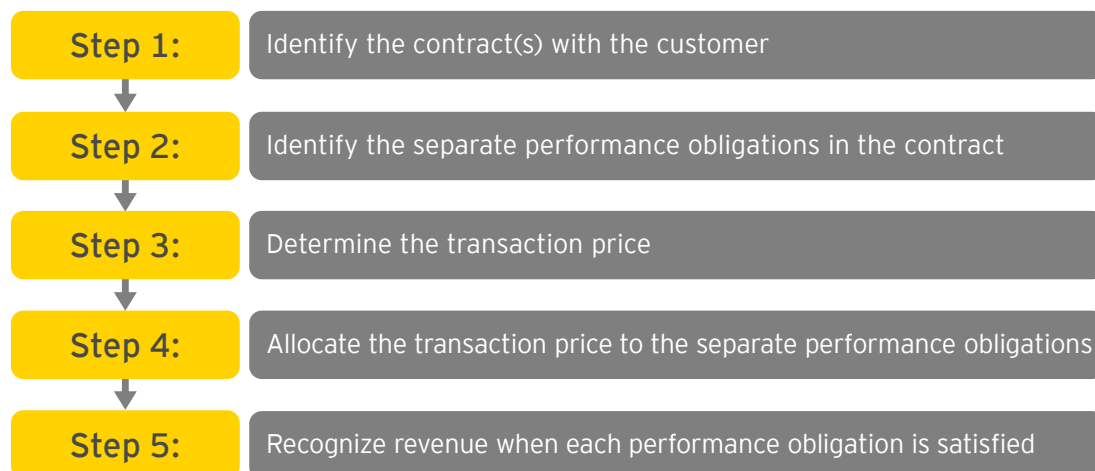 Step 1:
Identify the contract(s) with the customer
Step 2:
Identify the separate performance obligations in the contract
Step 3:
Determine the transaction price
Step 4:
Allocate the transaction price to the separate performance obligations
Step 5:
Recognize revenue when each performance obligation is satisfied